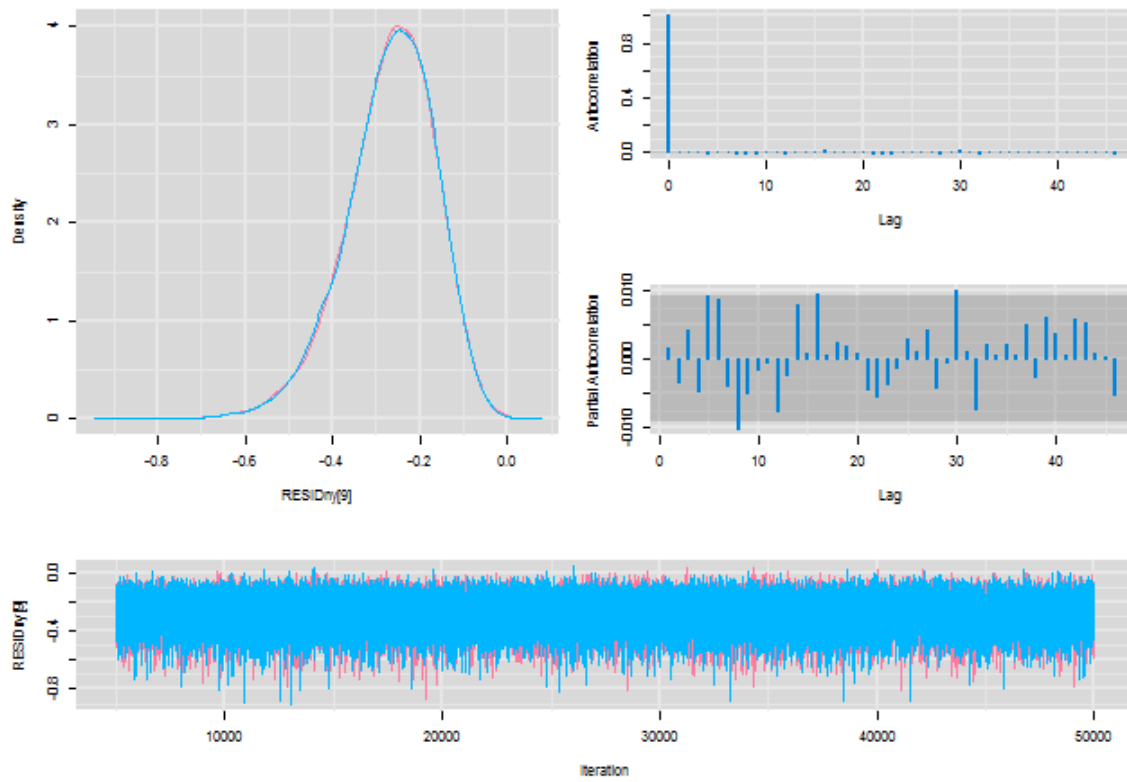 Density
4
3
2
1
0
−0.8 −0.6 −0.4 −0.2 0.0
RESIDny[9]
Autocorrelation
0.8
0.4
0.0
0 10 20 30 40
Lag
Partial Autocorrelation
0.010
0.000
−0.010
0 10 20 30 40
Lag
RESIDny[9]
0.0
−0.4
−0.8
10000 20000 30000 40000 50000
Iteration